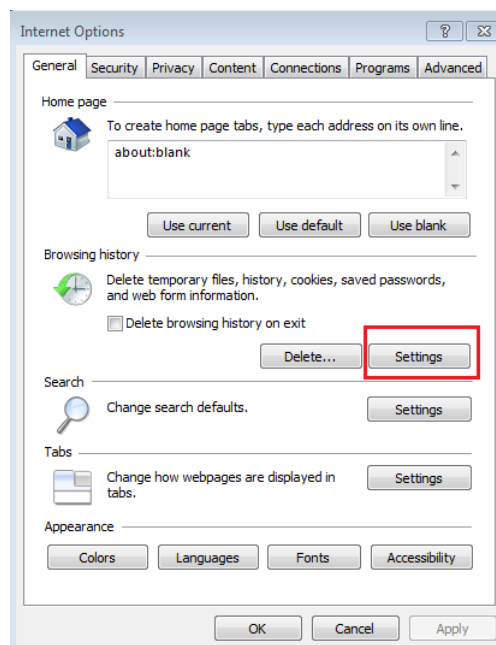 Internet Options
General Security Privacy Content Connections Programs Advanced
Home page
To create home page tabs, type each address on its own line.
about:blank
Use current Use default Use blank
Browsing history
Delete temporary files, history, cookies, saved passwords,
and web form information.
Delete browsing history on exit
Delete... Settings
Search
Change search defaults. Settings
Tabs
Change how webpages are displayed in Settings
tabs.
Appearance
Colors Languages Fonts Accessibility
OK Cancel Apply